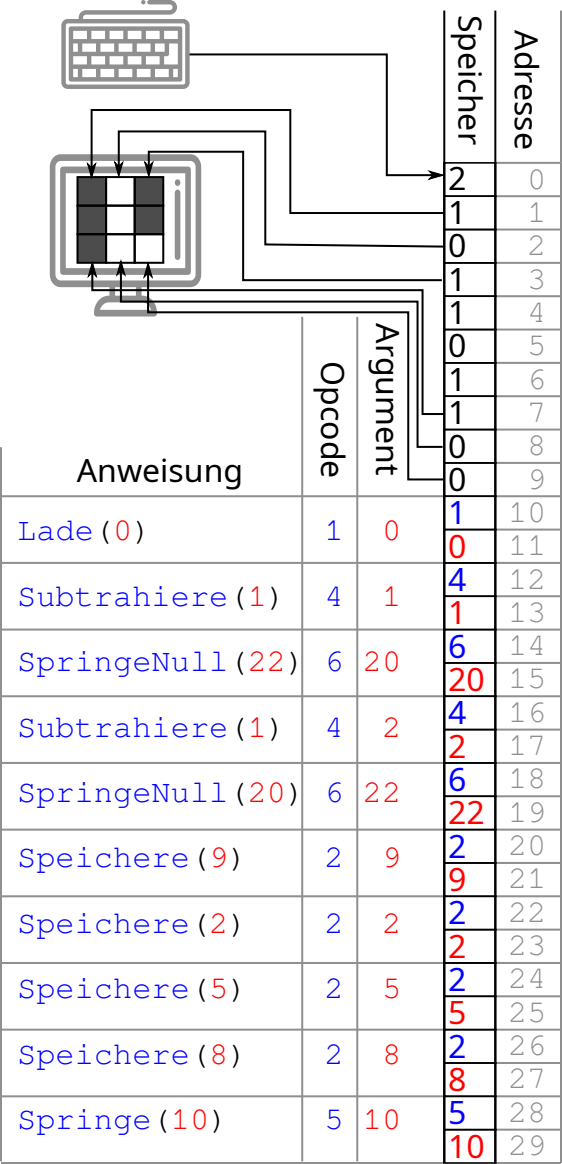 Speicher Adresse
2 0
1 1
0 2
1 3
1 4
0 5
1 6
1 7
0 8
0 9
Anweisung Opcode Argument
Lade(0) 1 0 1 10
0 11
Subtrahiere(1) 4 1 4 12
1 13
SpringeNull(22) 6 20 6 14
20 15
Subtrahiere(1) 4 2 4 16
2 17
SpringeNull(20) 6 22 6 18
22 19
Speichere(9) 2 9 2 20
9 21
Speichere(2) 2 2 2 22
2 23
Speichere(5) 2 5 2 24
5 25
Speichere(8) 2 8 2 26
8 27
Springe(10) 5 10 5 28
10 29